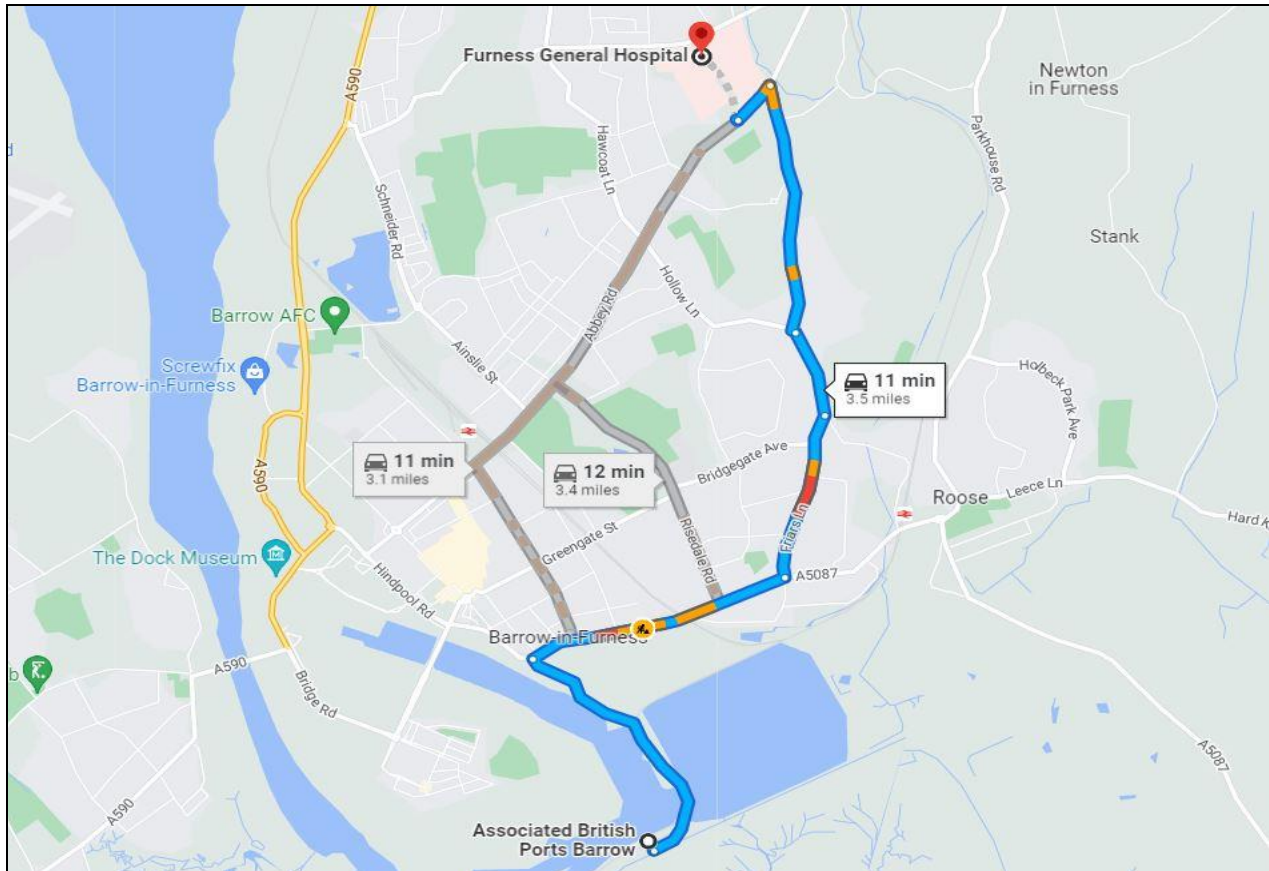 Furness General Hospital
Newton
in Furness
A590
Hawcoat Ln
Parkhouse Rd
Schneider Rd
Stank
Hollow Ln
Abbey Rd
Barrow AFC
Ainslie St
Screwfix
Barrow-in-Furness
Holbeck Park Ave
11 min
3.5 miles
11 min
3.1 miles
12 min
3.4 miles
Bridgegate Ave
A590
Roose
Leece Ln
Friars Ln
Greengate St
Risedale Rd
The Dock Museum
Hindpool Rd
A5087
Barrow-in-Furness
A590
Bridge Rd
A5087
A590
Associated British
Ports Barrow